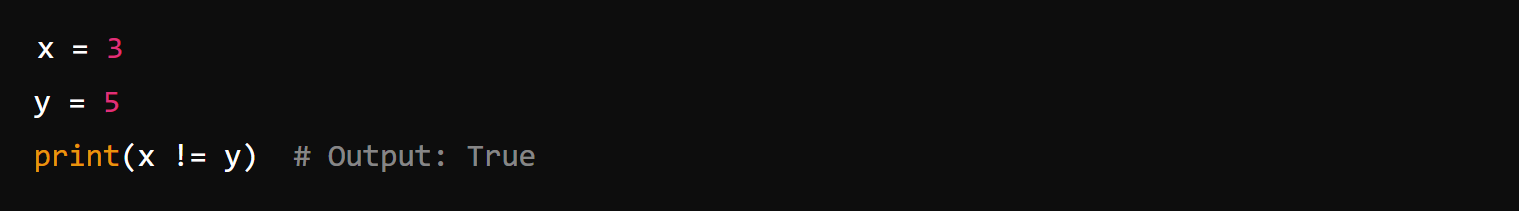 x = 3
y = 5
print(x != y)  # Output: True